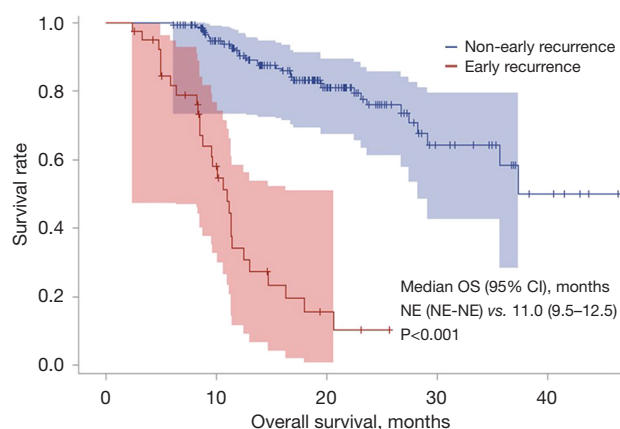 1.0
0.8
0.6
0.4
0.2
0.0
Survival rate
Non-early recurrence
Early recurrence
Median OS (95% CI), months
NE (NE-NE) vs. 11.0 (9.5–12.5)
P<0.001
0 10 20 30 40
Overall survival, months